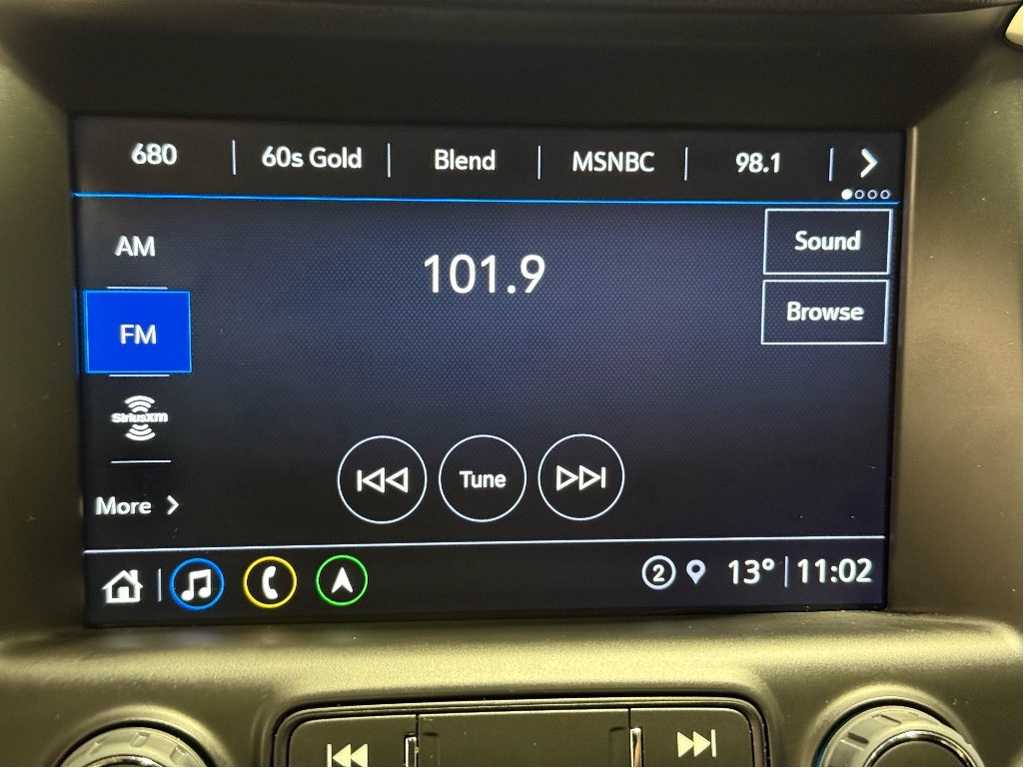 680 60s Gold Blend MSNBC 98.1
AM
101.9
Sound
FM
Browse
SiriusXM
Tune
More
2 13° 11:02